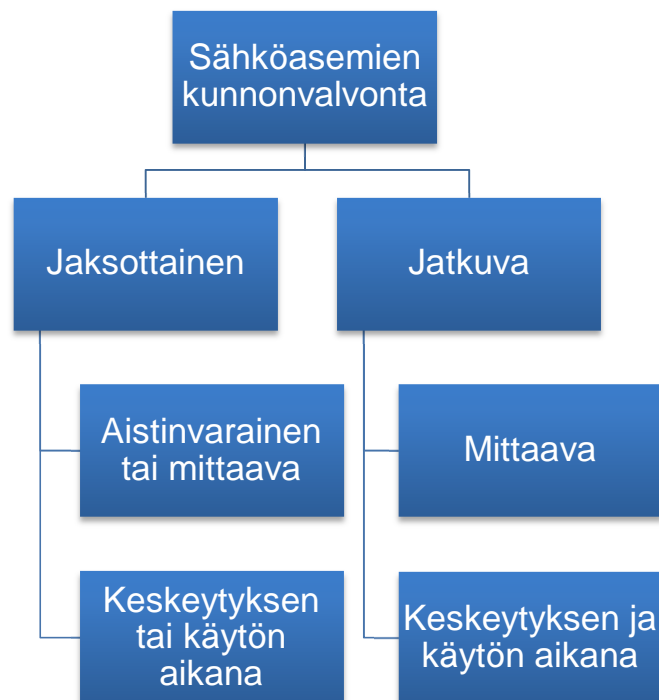 Sähköasemien
kunnonvalvonta
Jaksottainen
Jatkuva
Aistinvarainen
tai mittaava
Mittaava
Keskeytyksen
tai käytön
aikana
Keskeytyksen ja
käytön aikana